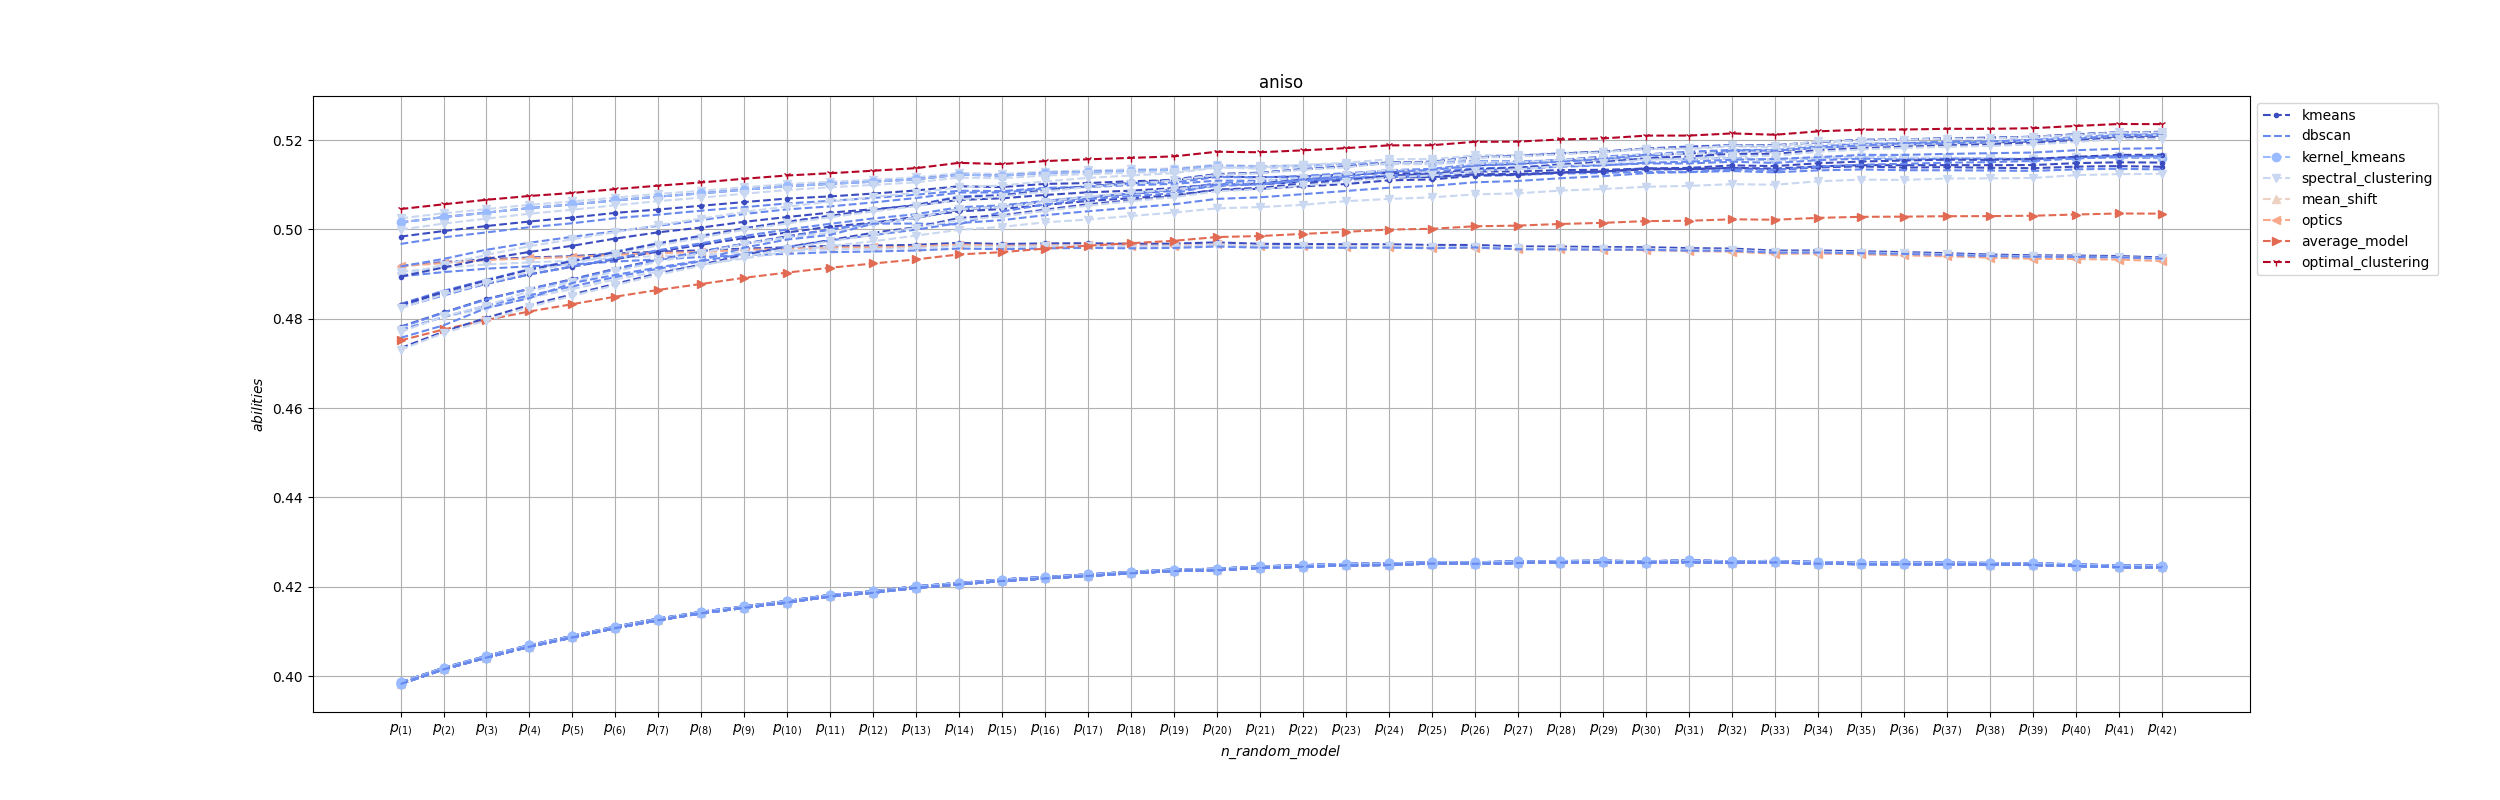 aniso
0.52
0.50
0.48
0.46
0.44
0.42
0.40
abilities
p(1) p(2) p(3) p(4) p(5) p(6) p(7) p(8) p(9) p(10) p(11) p(12) p(13) p(14) p(15) p(16) p(17) p(18) p(19) p(20) p(21) p(22) p(23) p(24) p(25) p(26) p(27) p(28) p(29) p(30) p(31) p(32) p(33) p(34) p(35) p(36) p(37) p(38) p(39) p(40) p(41) p(42)
n_random_model
kmeans
dbscan
kernel_kmeans
spectral_clustering
mean_shift
optics
average_model
optimal_clustering